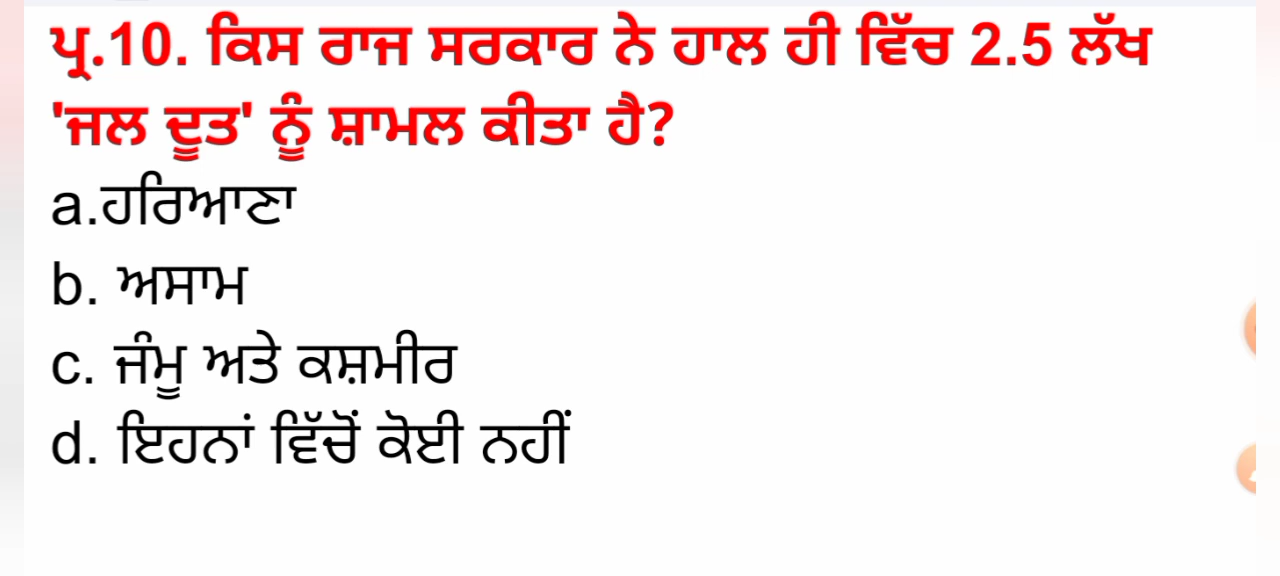 ਪ੍ਰ.10. ਕਿਸ ਰਾਜ ਸਰਕਾਰ ਨੇ ਹਾਲ ਹੀ ਵਿੱਚ 2.5 ਲੱਖ
'ਜਲ ਦੂਤ' ਨੂੰ ਸ਼ਾਮਲ ਕੀਤਾ ਹੈ?
a.ਹਰਿਆਣਾ
b. ਅਸਾਮ
c. ਜੰਮੂ ਅਤੇ ਕਸ਼ਮੀਰ
d. ਇਹਨਾਂ ਵਿੱਚੋਂ ਕੋਈ ਨਹੀਂ